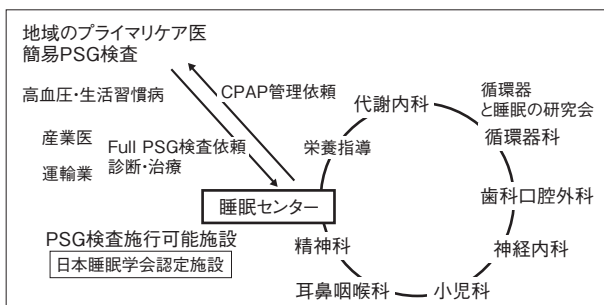 地域のプライマリケア医
簡易PSG検査
高血圧・生活習慣病
CPAP管理依頼
産業医
運輸業
Full PSG検査依頼
診断・治療
睡眠センター
PSG検査施行可能施設
日本睡眠学会認定施設
代謝内科
栄養指導
循環器
と睡眠の研究会
循環器科
歯科口腔外科
神経内科
小児科
耳鼻咽喉科
精神科